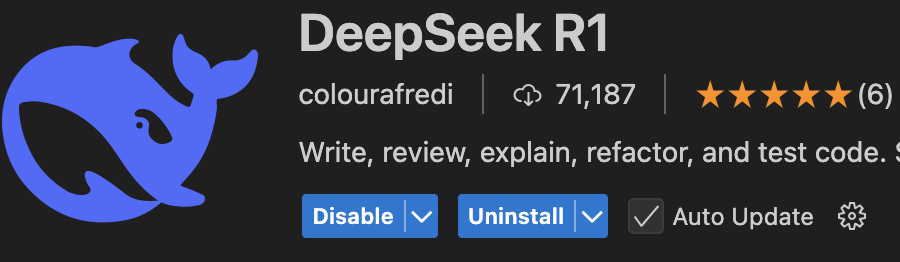 DeepSeek R1
colourafredi 71,187 (6)
Write, review, explain, refactor, and test code.
Disable Uninstall Auto Update